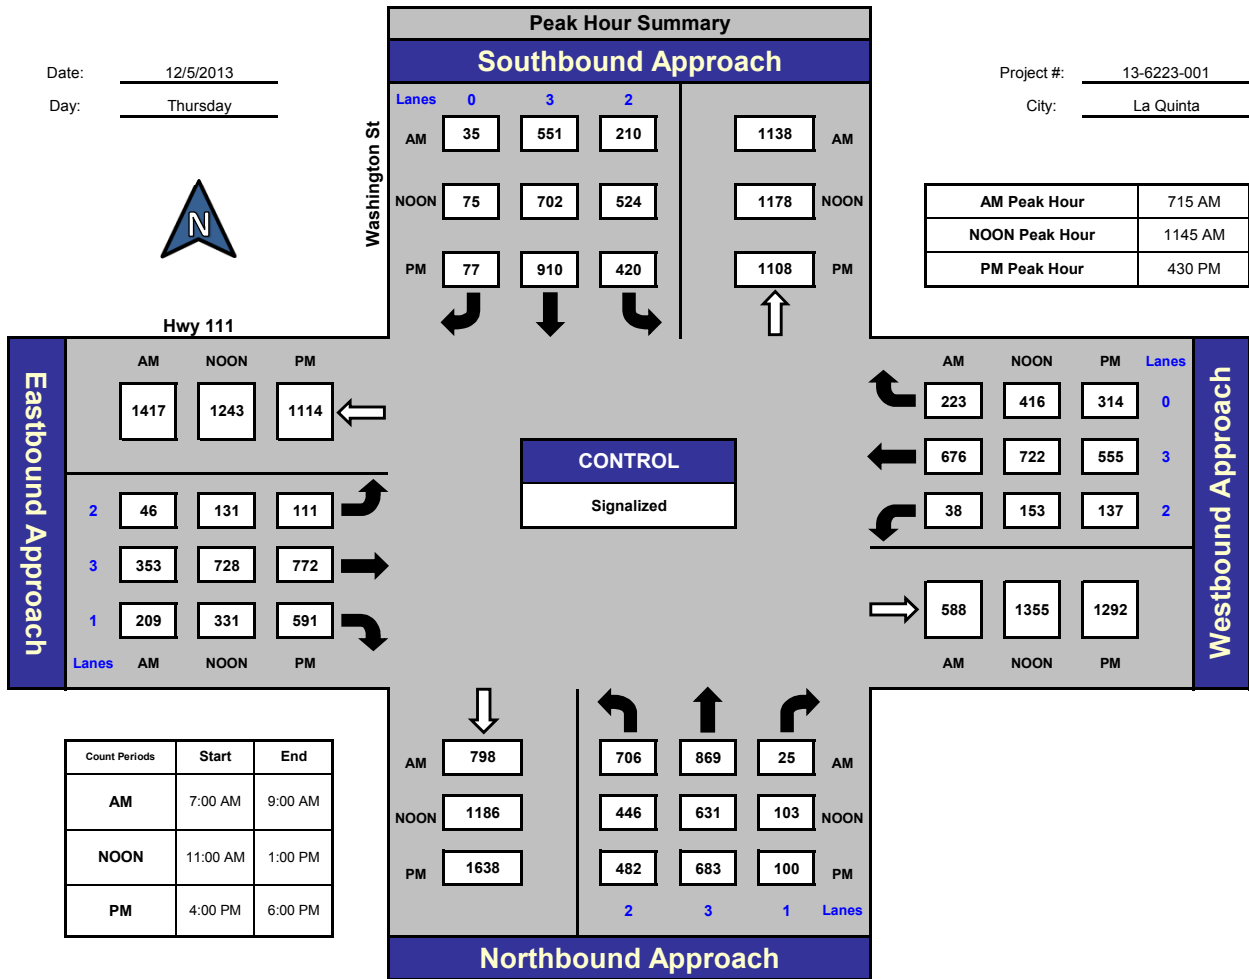 Peak Hour Summary
Southbound Approach
Date: 12/5/2013
Day: Thursday
Project #: 13-6223-001
City: La Quinta
N
Washington St
Lanes 0 3 2
AM 35 551 210 1138 AM
NOON 75 702 524 1178 NOON
PM 77 910 420 1108 PM
AM Peak Hour 715 AM
NOON Peak Hour 1145 AM
PM Peak Hour 430 PM
Hwy 111
Eastbound Approach
AM NOON PM
1417 1243 1114
2 46 131 111
3 353 728 772
1 209 331 591
Lanes AM NOON PM
CONTROL
Signalized
AM NOON PM Lanes
223 416 314 0
676 722 555 3
38 153 137 2
588 1355 1292
AM NOON PM
Westbound Approach
Count Periods Start End
AM 7:00 AM 9:00 AM
NOON 11:00 AM 1:00 PM
PM 4:00 PM 6:00 PM
AM 798 706 869 25 AM
NOON 1186 446 631 103 NOON
PM 1638 482 683 100 PM
2 3 1 Lanes
Northbound Approach